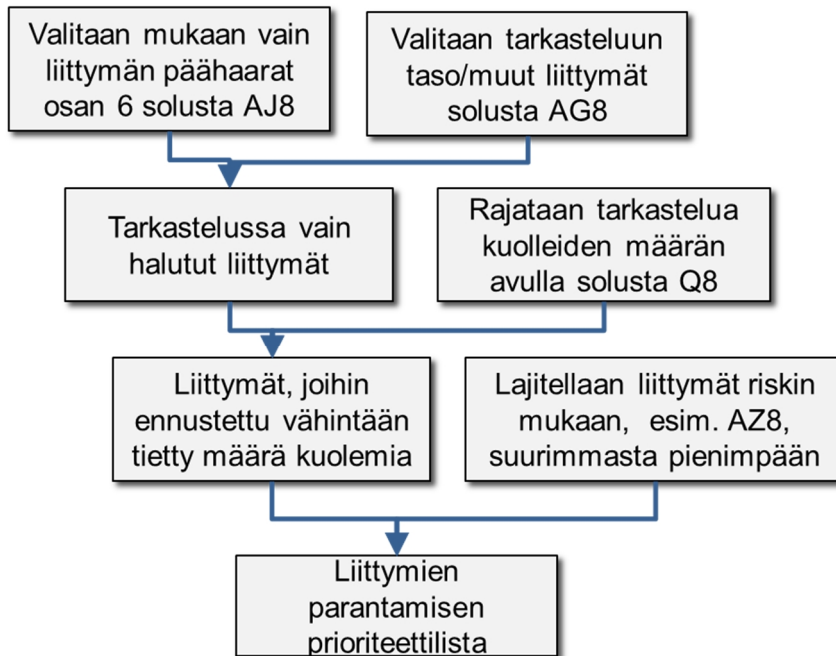 Valitaan mukaan vain
liittymän päähaarat
osan 6 solusta AJ8
Valitaan tarkasteluun
taso/muut liittymät
solusta AG8
Tarkastelussa vain
halutut liittymät
Rajataan tarkastelua
kuolleiden määrän
avulla solusta Q8
Liittymät, joihin
ennustettu vähintään
tietty määrä kuolemia
Lajitellaan liittymät riskin
mukaan, esim. AZ8,
suurimmasta pienimpään
Liittymien
parantamisen
prioriteettilista